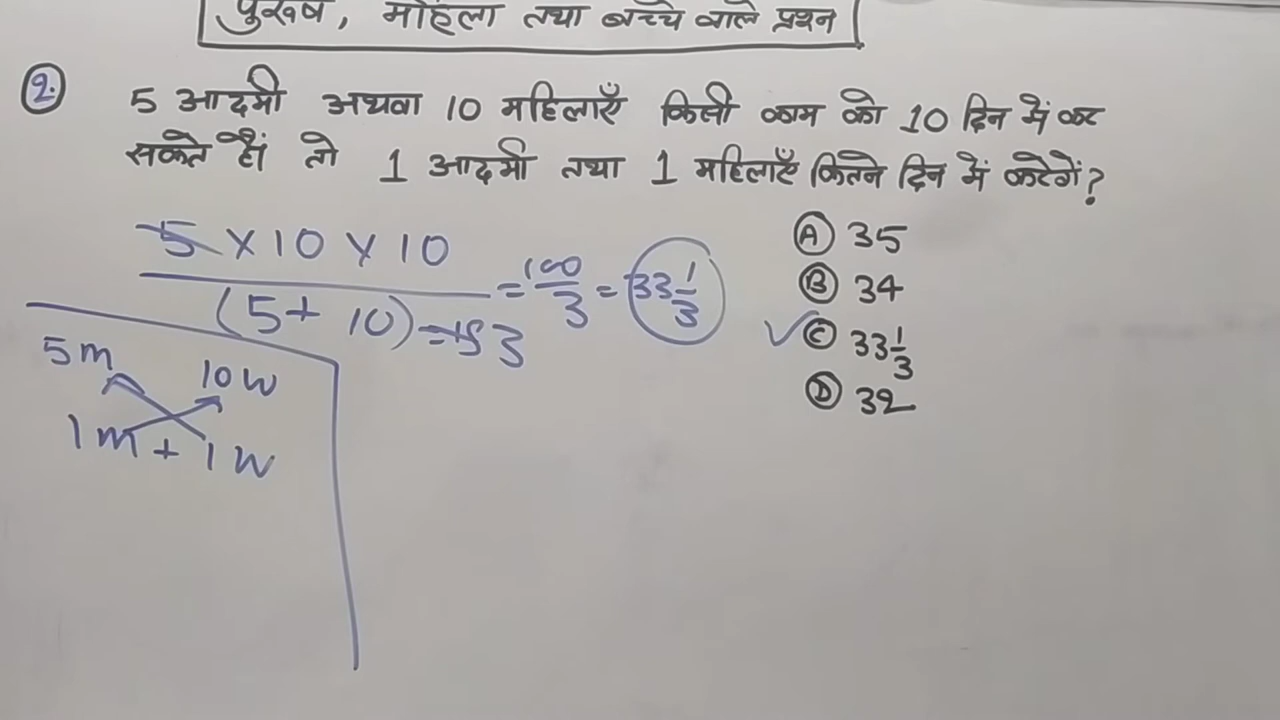 पुरुष, महिला तथा बच्चे वाले प्रश्न
2. 5 आदमी अथवा 10 महिलाएँ किसी काम को 10 दिन में कर
सकते हैं तो 1 आदमी तथा 1 महिलाएँ कितने दिन में करेगें?
5 X 10 X 10
(5 + 10) = 15 3
= 100/3 = 33 1/3
A 35
B 34
✓ C 33 1/3
D 32
5m 10W
1m + 1W